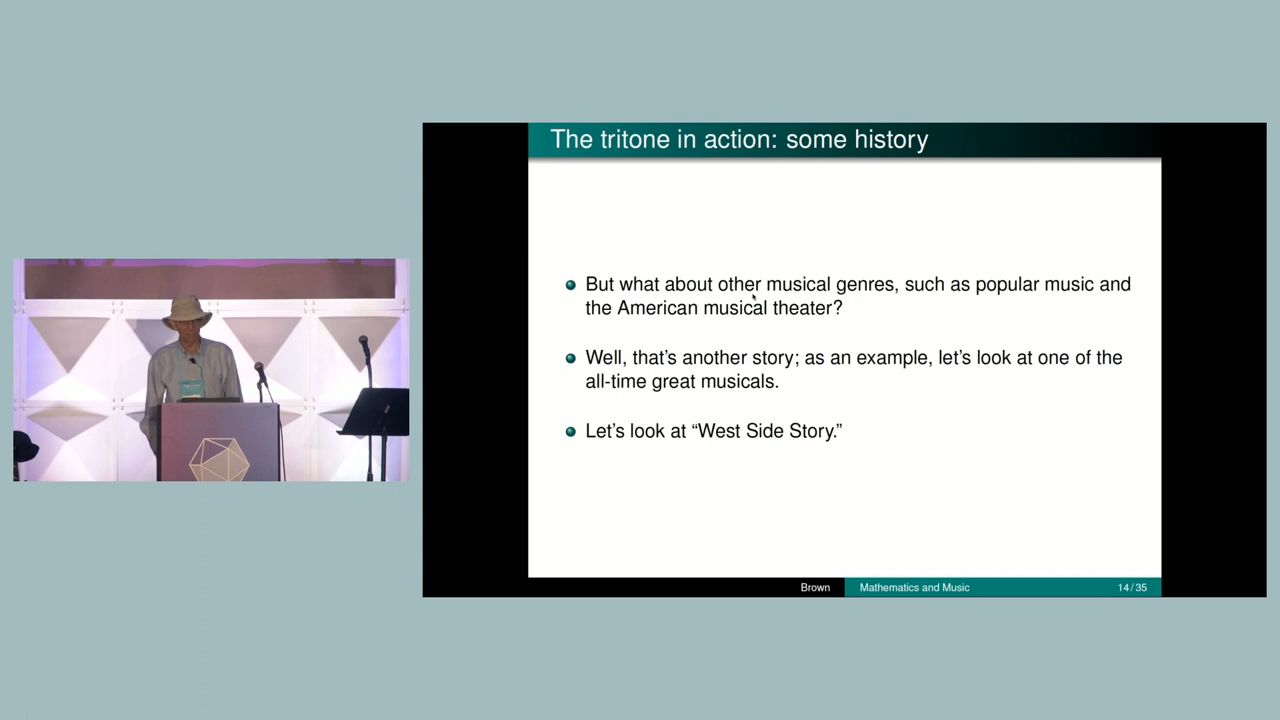 The tritone in action: some history
But what about other musical genres, such as popular music and
the American musical theater?
Well, that's another story; as an example, let's look at one of the
all-time great musicals.
Let's look at “West Side Story.”
Brown
Mathematics and Music
14/35